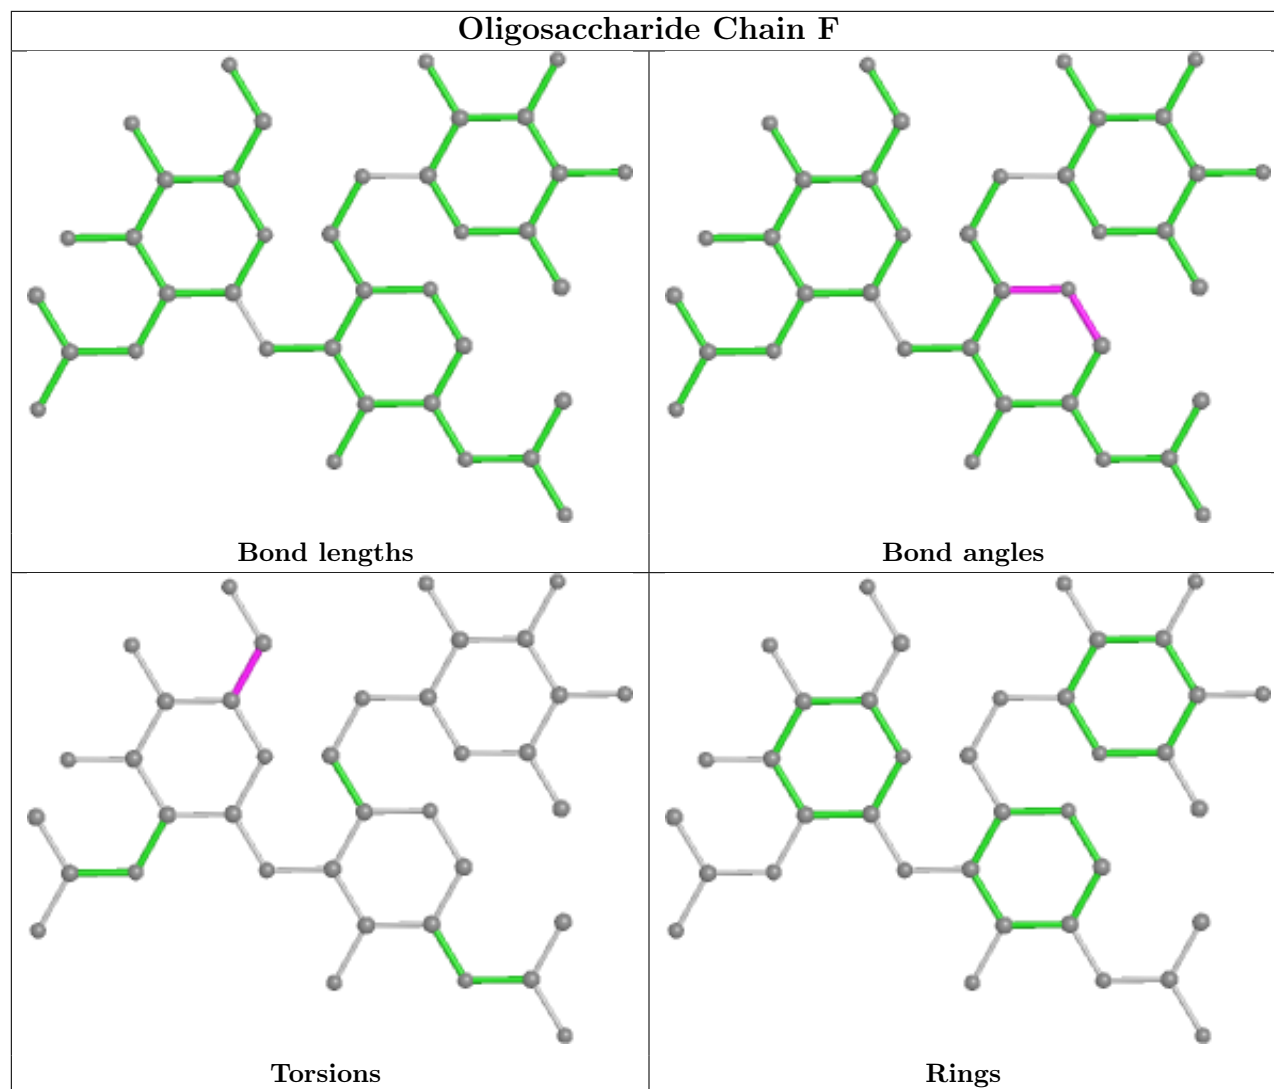 Oligosaccharide Chain F
Bond lengths
Bond angles
Torsions
Rings